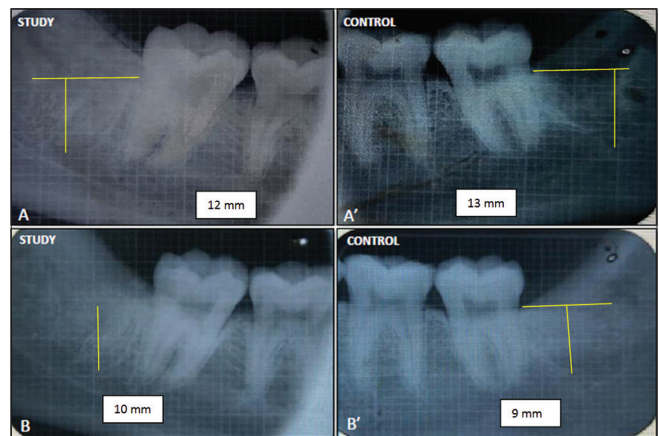 STUDY
CONTROL
12 mm
13 mm
A
A'
STUDY
CONTROL
10 mm
9 mm
B
B'